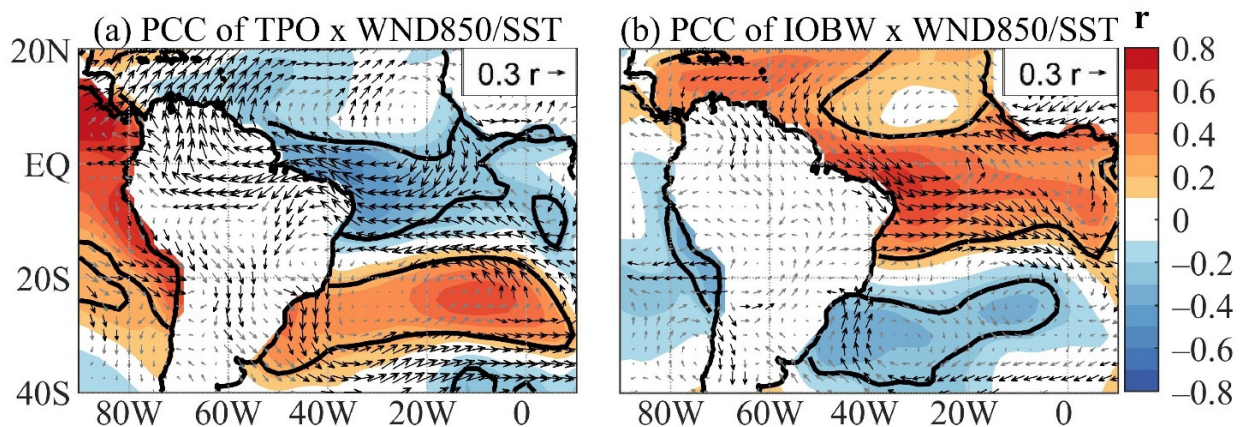 (a) PCC of TPO x WND850/SST (b) PCC of IOBW x WND850/SST r
20N 0.3 r 0.3 r 0.8
0.6
0.4
EQ 0.2
0
20S –0.2
–0.4
–0.6
40S –0.8
80W 60W 40W 20W 0 80W 60W 40W 20W 0